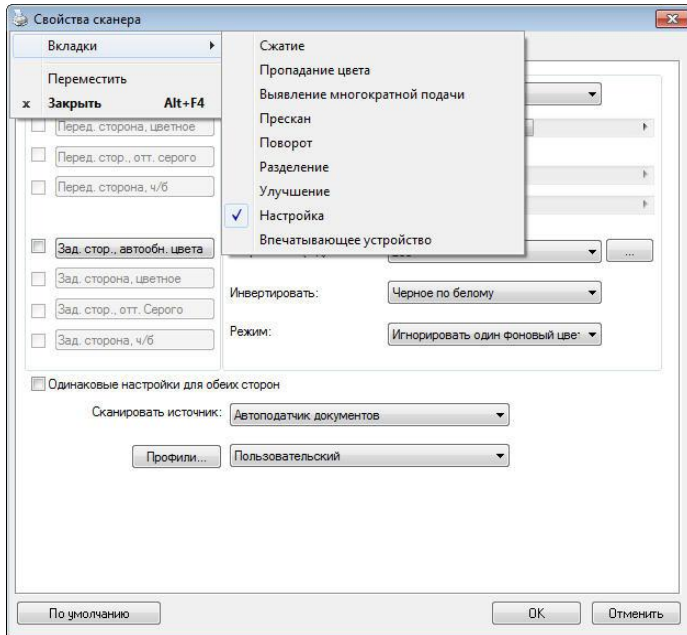 Свойства сканера
Вкладки
Переместить
x Закрыть Alt+F4
Сжатие
Пропадание цвета
Выявление многократной подачи
Прескан
Поворот
Разделение
Улучшение
Настройка
Впечатывающее устройство
Перед. сторона, цветное
Перед. стор., отт. серого
Перед. сторона, ч/б
Зад. стор., автообн. цвета
...
Зад. сторона, цветное
Инвертировать: Черное по белому
Зад. стор., отт. Серого
Режим: Игнорировать один фоновый цве
Зад. сторона, ч/б
Одинаковые настройки для обеих сторон
Сканировать источник: Автоподатчик документов
Профили... Пользовательский
По умолчанию OK Отменить